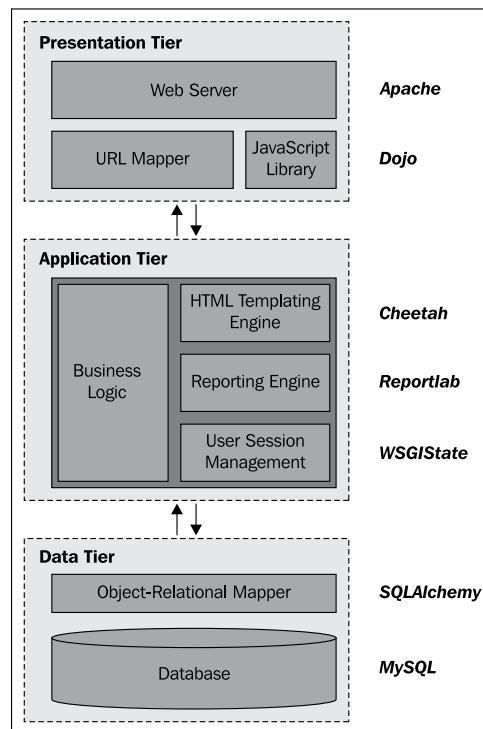 Presentation Tier
Web Server
Apache
URL Mapper
JavaScript
Library
Dojo
Application Tier
Business
Logic
HTML Templating
Engine
Cheetah
Reporting Engine
Reportlab
User Session
Management
WSGIState
Data Tier
Object-Relational Mapper
SQLAlchemy
Database
MySQL